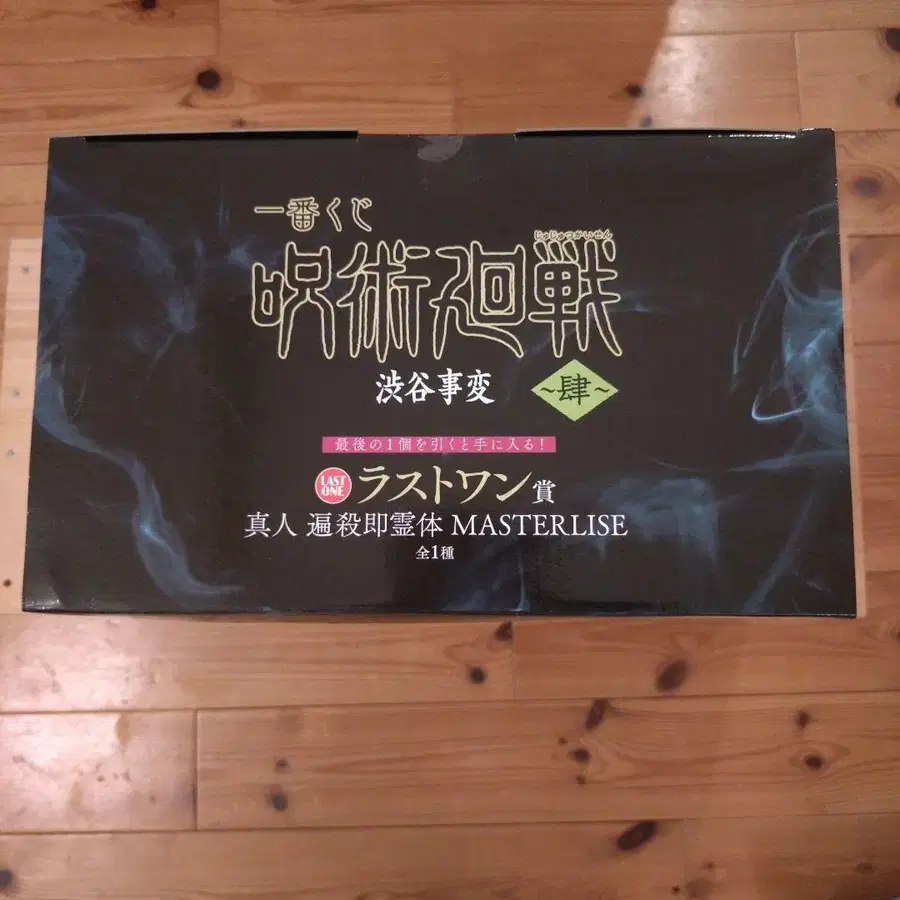 一番くじ
じゅじゅつかいせん
呪術廻戦
渋谷事変
～肆～
最後の1個を引くと手に入る！
LAST ONE
ラストワン賞
真人 遍殺即霊体 MASTERLISE
全1種